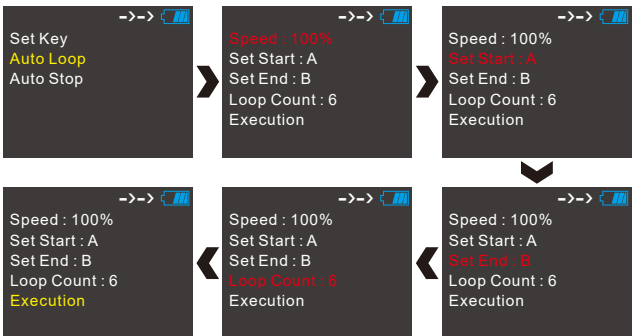 ->->
Set Key
Auto Loop
Auto Stop
->->
Speed : 100%
Set Start : A
Set End : B
Loop Count : 6
Execution
->->
Speed : 100%
Set Start : A
Set End : B
Loop Count : 6
Execution
->->
Speed : 100%
Set Start : A
Set End : B
Loop Count : 6
Execution
->->
Speed : 100%
Set Start : A
Set End : B
Loop Count : 6
Execution
->->
Speed : 100%
Set Start : A
Set End : B
Loop Count : 6
Execution